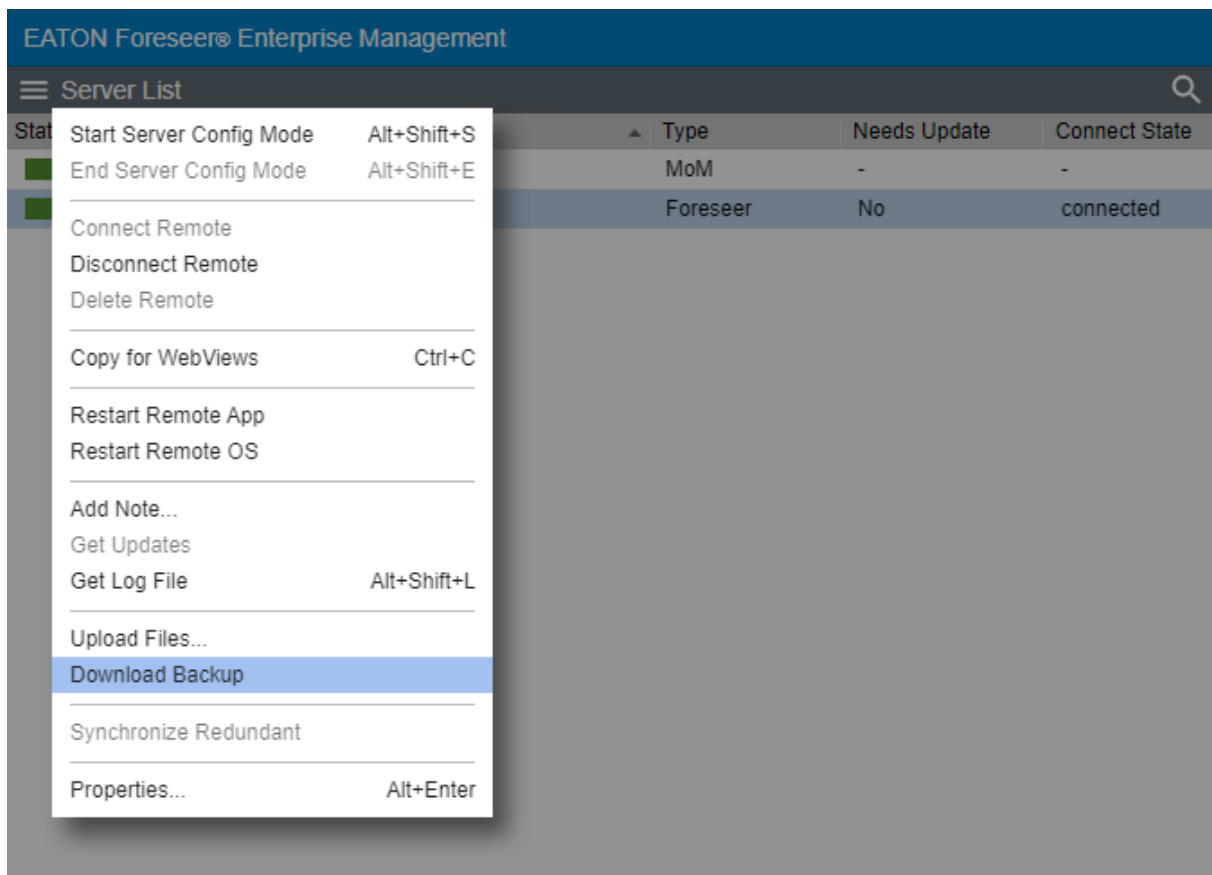 EATON Foreseer® Enterprise Management
Server List
Stat Type Needs Update Connect State
MoM - -
Foreseer No connected
Start Server Config Mode Alt+Shift+S
End Server Config Mode Alt+Shift+E
Connect Remote
Disconnect Remote
Delete Remote
Copy for WebViews Ctrl+C
Restart Remote App
Restart Remote OS
Add Note...
Get Updates
Get Log File Alt+Shift+L
Upload Files...
Download Backup
Synchronize Redundant
Properties... Alt+Enter